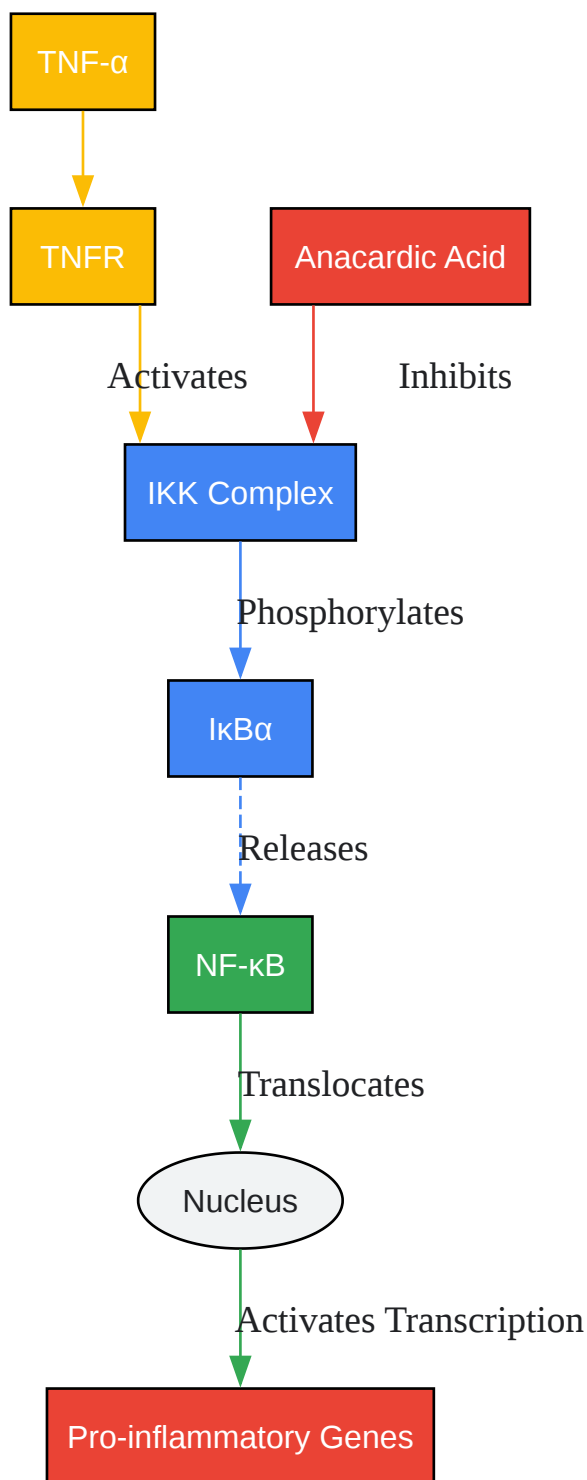 TNF-α
TNFR
Anacardic Acid
Activates
Inhibits
IKK Complex
Phosphorylates
IκBα
Releases
NF-κB
Translocates
Nucleus
Activates Transcription
Pro-inflammatory Genes